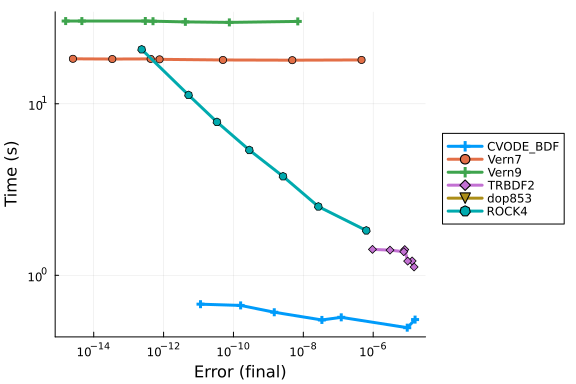 Time (s)
10¹
10⁰
10⁻¹⁴
10⁻¹²
10⁻¹⁰
10⁻⁸
10⁻⁶
Error (final)
CVODE_BDF
Vern7
Vern9
TRBDF2
dop853
ROCK4